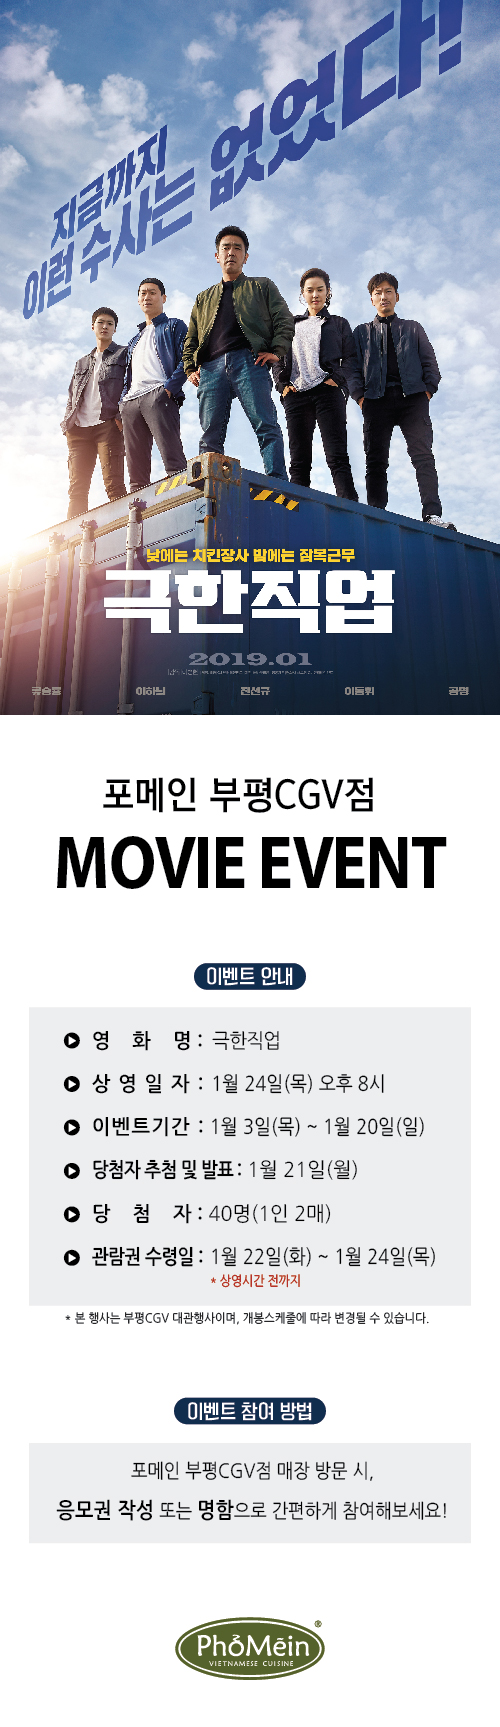 지금까지
이런 수사는 없었다!
낮에는 치킨장사 밤에는 잠복근무
극한직업
2019.01
류승룡 이하늬 진선규 이동휘 공명
포메인 부평CGV점
MOVIE EVENT
이벤트 안내
영 화 명 : 극한직업
상 영 일 자 : 1월 24일(목) 오후 8시
이벤트기간 : 1월 3일(목) ~ 1월 20일(일)
당첨자 추첨 및 발표 : 1월 21일(월)
당 첨 자 : 40명(1인 2매)
관람권 수령일 : 1월 22일(화) ~ 1월 24일(목)
* 상영시간 전까지
* 본 행사는 부평CGV 대관행사이며, 개봉스케줄에 따라 변경될 수 있습니다.
이벤트 참여 방법
포메인 부평CGV점 매장 방문 시,
응모권 작성 또는 명함으로 간편하게 참여해보세요!
PhỏMēin ®
VIETNAMESE CUISINE